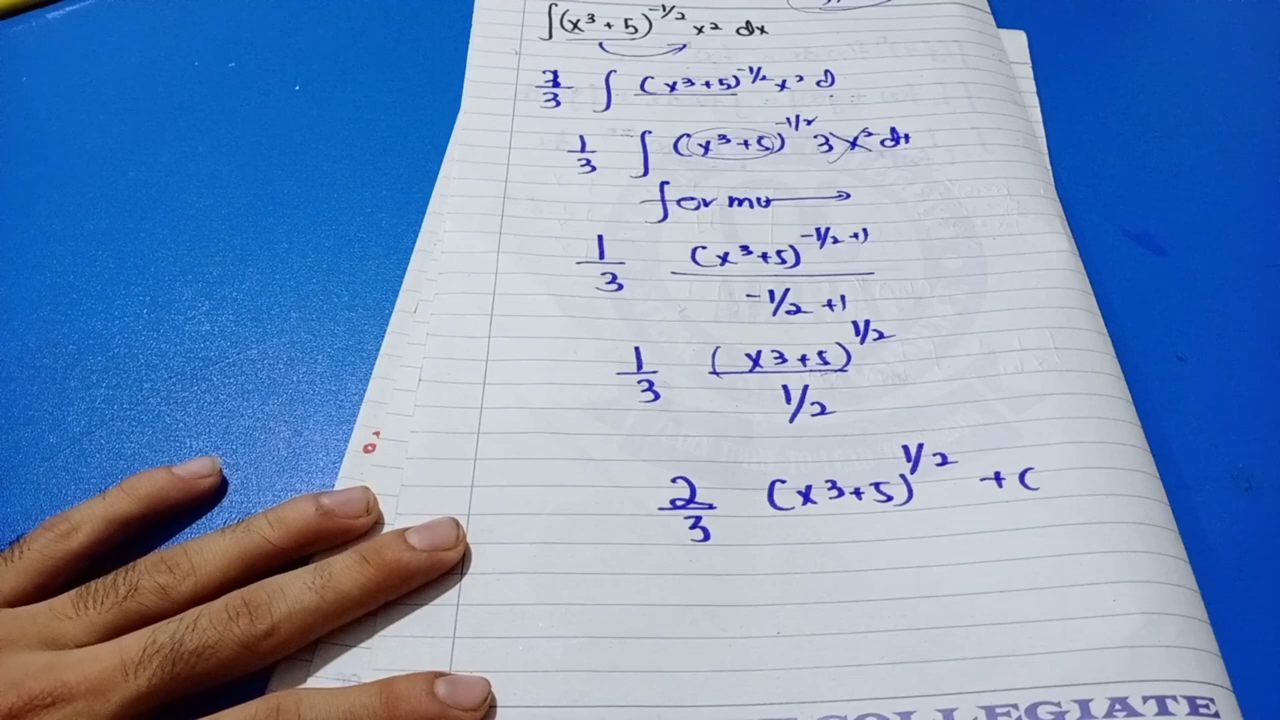 ∫(x³+5)^-1/2 x² dx
3/3 ∫ (x³+5)^-1/2 x² d
1/3 ∫ (x³+5)^-1/2 3x² dx
formu
1/3 (x³+5)^-1/2+1 / -1/2+1
1/3 (x3+5)^1/2 / 1/2
2/3 (x3+5)^1/2 + c
COLLEGIATE